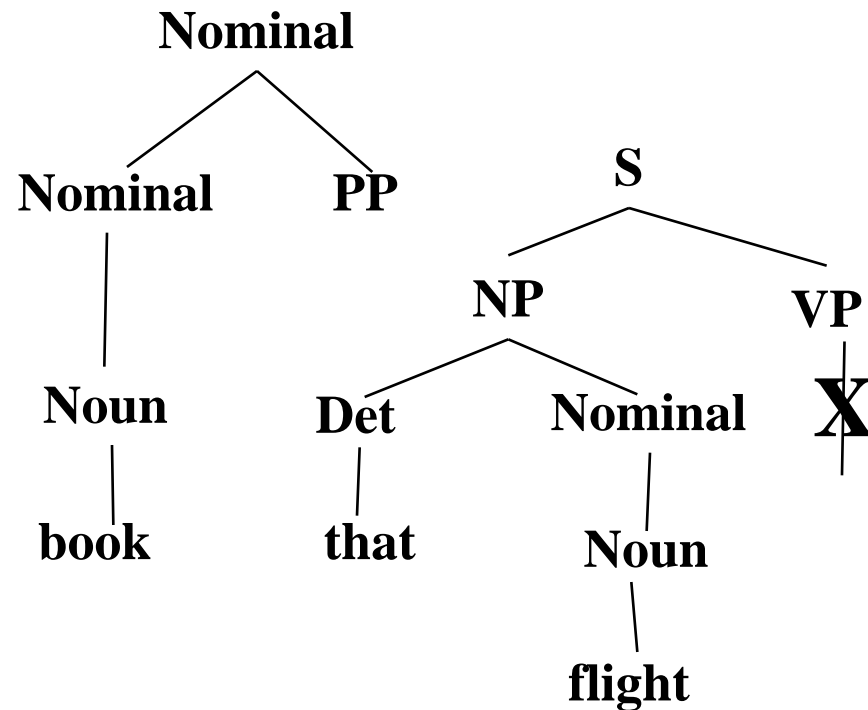 Nominal
Nominal PP
S
NP VP
Noun
Det Nominal
X
book
that
Noun
flight